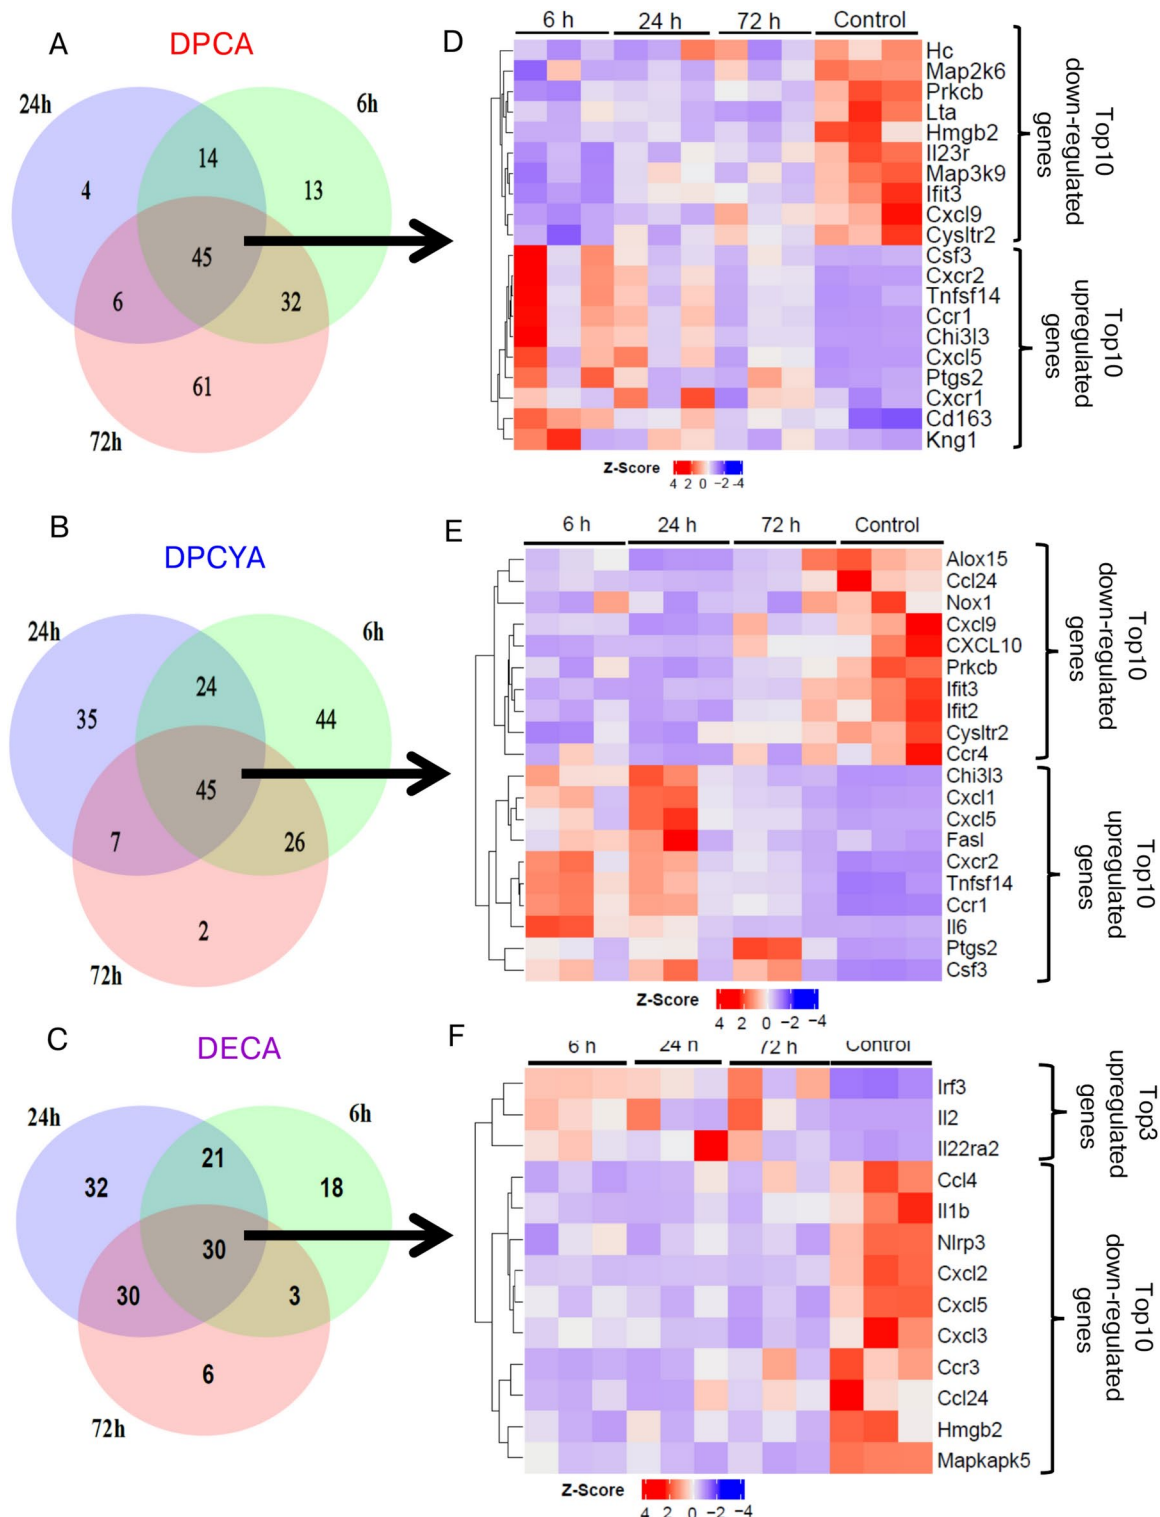 A
DPCA
24h
6h
14
4
13
45
6
32
61
72h
D
6 h
24 h
72 h
Control
Hc
Map2k6
Prkcb
Lta
Hmgb2
Il23r
Map3k9
Ifit3
Cxcl9
Cysltr2
Csf3
Cxcr2
Tnfsf14
Ccr1
Chi3l3
Cxcl5
Ptgs2
Cxcr1
Cd163
Kng1
Top10
down-regulated
genes
Top10
upregulated
genes
Z-Score
4 2 0 −2 −4
B
DPCYA
24h
6h
24
35
44
45
7
26
2
72h
E
6 h
24 h
72 h
Control
Alox15
Ccl24
Nox1
Cxcl9
CXCL10
Prkcb
Ifit3
Ifit2
Cysltr2
Ccr4
Chi3l3
Cxcl1
Cxcl5
Fasl
Cxcr2
Tnfsf14
Ccr1
Il6
Ptgs2
Csf3
Top10
down-regulated
genes
Top10
upregulated
genes
Z-Score
4 2 0 −2 −4
C
DECA
24h
6h
21
32
18
30
30
3
6
72h
F
6 h
24 h
72 h
Control
Irf3
Il2
Il22ra2
Ccl4
Il1b
Nlrp3
Cxcl2
Cxcl5
Cxcl3
Ccr3
Ccl24
Hmgb2
Mapkapk5
Top3
upregulated
genes
Top10
down-regulated
genes
Z-Score
4 2 0 −2 −4